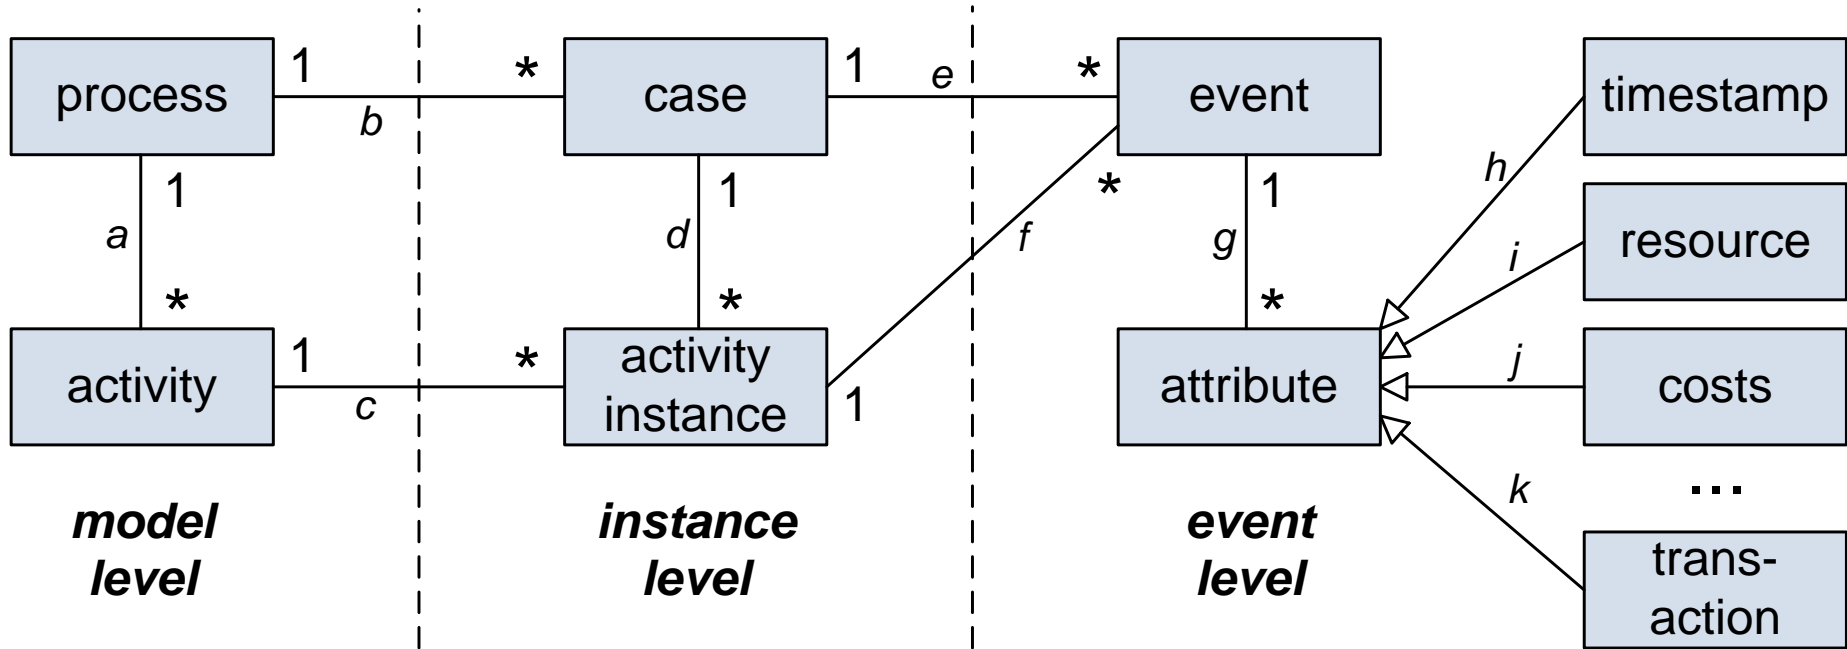 process
1
b
*
case
1
e
*
event
timestamp
1
a
*
1
d
*
f
*
1
g
*
h
i
resource
activity
1
c
*
activity
instance
1
attribute
j
costs
k
...
trans-
action
model
level
instance
level
event
level